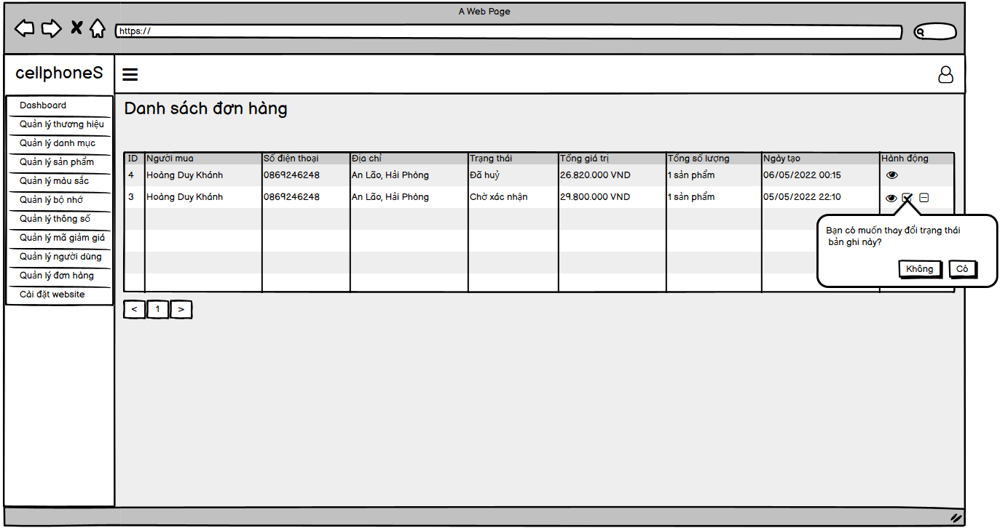 A Web Page
https://
cellphoneS
Dashboard
Quản lý thương hiệu
Quản lý danh mục
Quản lý sản phẩm
Quản lý màu sắc
Quản lý bộ nhớ
Quản lý thông số
Quản lý mã giảm giá
Quản lý người dùng
Quản lý đơn hàng
Cài đặt website
Danh sách đơn hàng
ID Người mua Số điện thoại Địa chỉ Trạng thái Tổng giá trị Tổng số lượng Ngày tạo Hành động
4 Hoàng Duy Khánh 0869246248 An Lão, Hải Phòng Đã huỷ 26.820.000 VND 1 sản phẩm 06/05/2022 00:15
3 Hoàng Duy Khánh 0869246248 An Lão, Hải Phòng Chờ xác nhận 29.800.000 VND 1 sản phẩm 05/05/2022 22:10
Bạn có muốn thay đổi trạng thái
bản ghi này?
Không Có
< 1 >